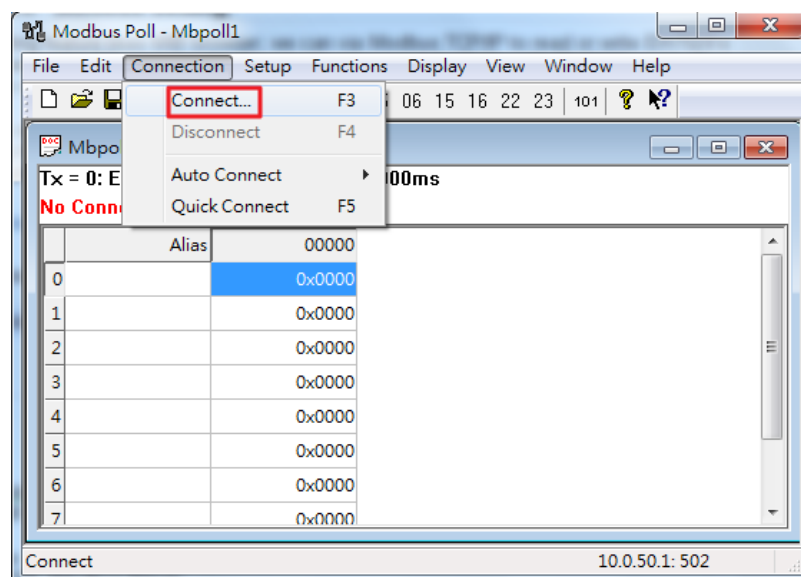 Modbus Poll - Mbpoll1
File Edit Connection Setup Functions Display View Window Help
Connect... F3
06 15 16 22 23 101
Disconnect F4
Mbpo
Auto Connect
Tx = 0: E 000ms
Quick Connect F5
No Conn
Alias 00000
0 0x0000
1 0x0000
2 0x0000
3 0x0000
4 0x0000
5 0x0000
6 0x0000
7 0x0000
Connect 10.0.50.1: 502